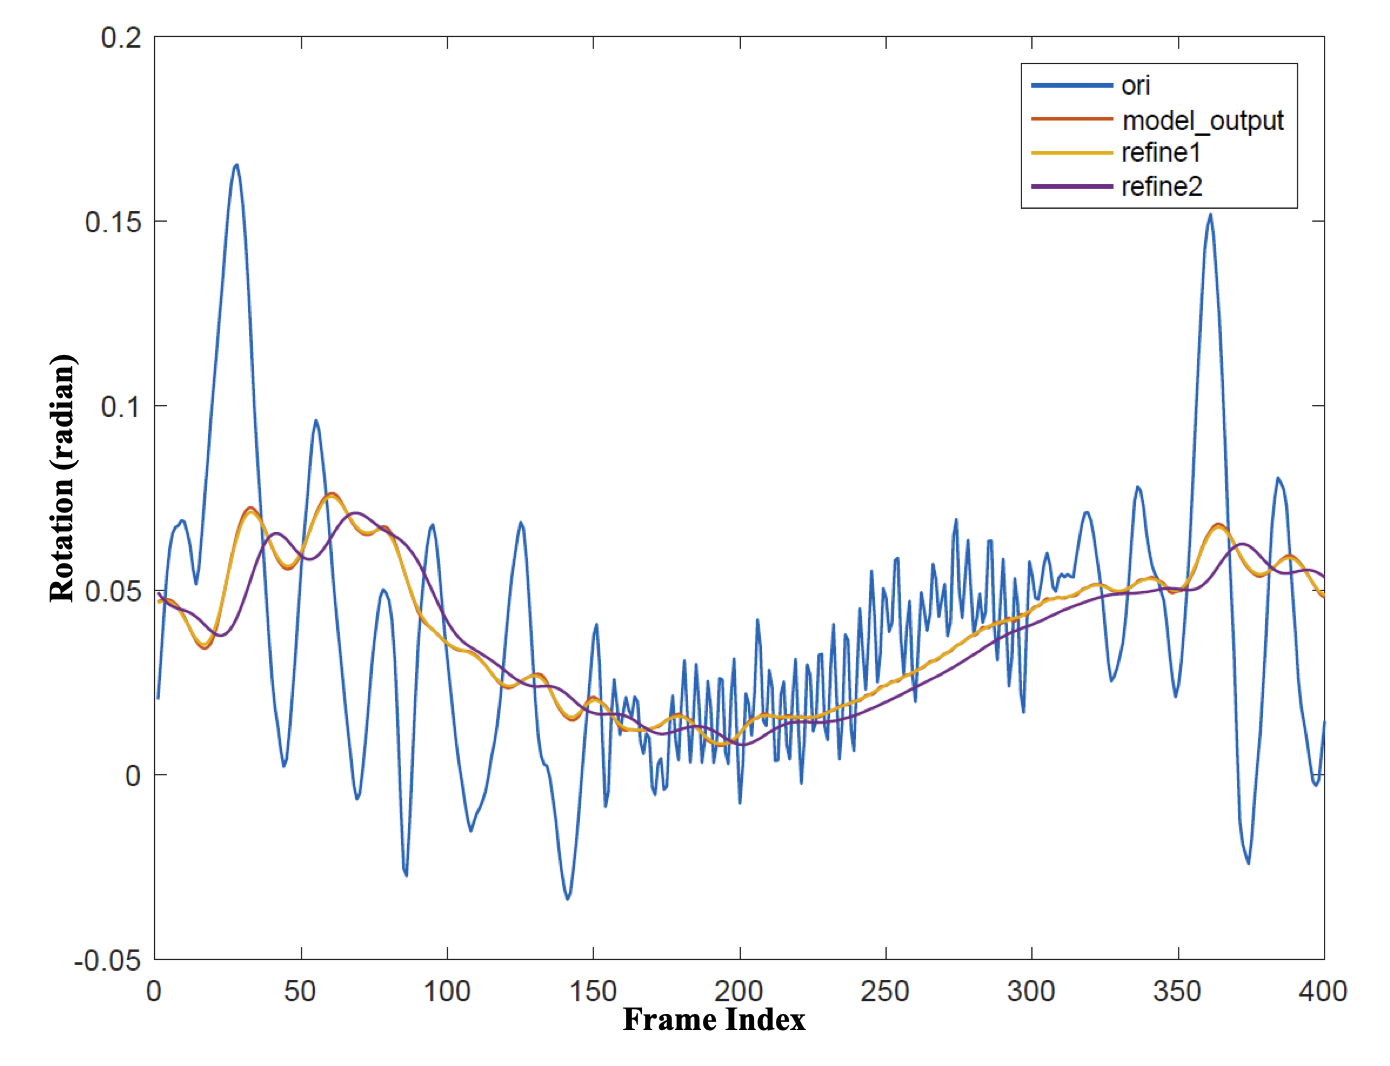 0.2
0.15
0.1
0.05
0
-0.05
Rotation (radian)
ori
model_output
refine1
refine2
0 50 100 150 200 250 300 350 400
Frame Index